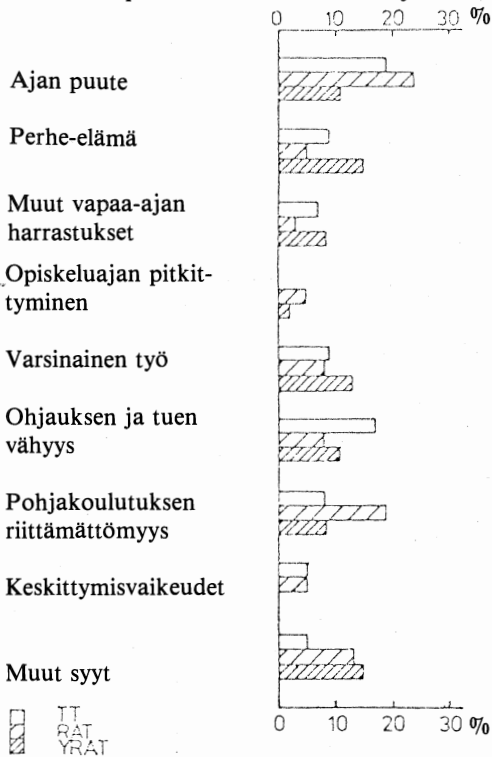 0 10 20 30 %
Ajan puute
Perhe-elämä
Muut vapaa-ajan
harrastukset
Opiskeluajan pitkit-
tyminen
Varsinainen työ
Ohjauksen ja tuen
vähyys
Pohjakoulutuksen
riittämättömyys
Keskittymisvaikeudet
Muut syyt
0 10 20 30 %
TT
RAT
YRAT